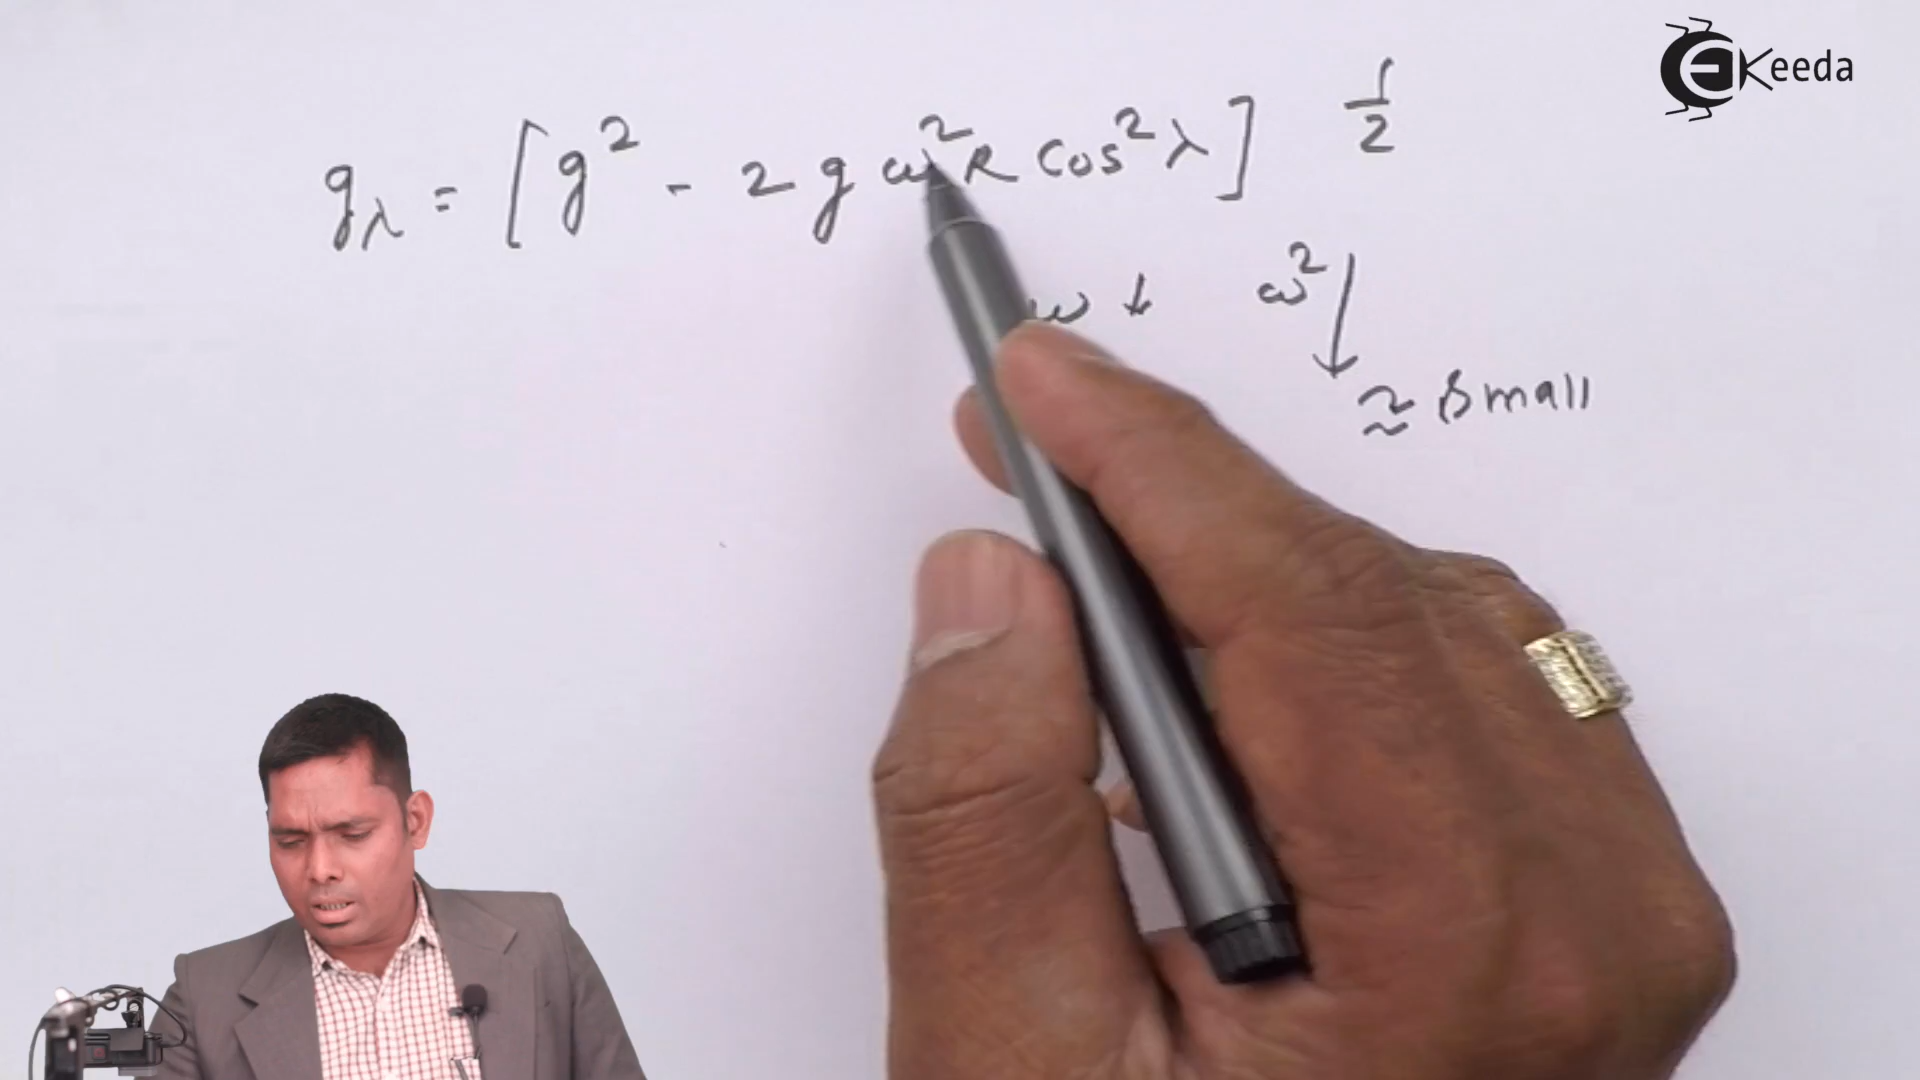 EKeeda
gλ = [g² - 2gω²R Cos²λ]^1/2
ω ↓ ω² ↓
≈ Small